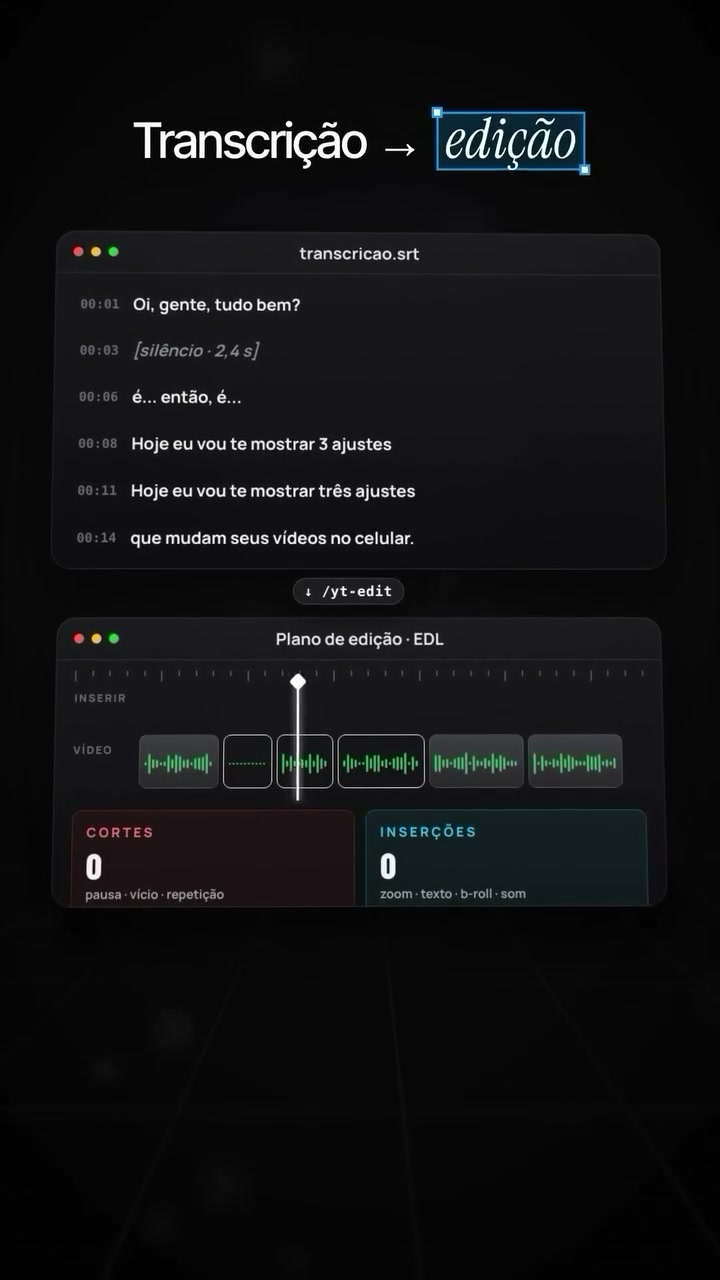 Transcrição → edição
transcricao.srt
00:01 Oi, gente, tudo bem?
00:03 [silêncio · 2,4 s]
00:06 é... então, é...
00:08 Hoje eu vou te mostrar 3 ajustes
00:11 Hoje eu vou te mostrar três ajustes
00:14 que mudam seus vídeos no celular.
↓ /yt-edit
Plano de edição · EDL
INSERIR
VÍDEO
CORTES
0
pausa · vício · repetição
INSERÇÕES
0
zoom · texto · b-roll · som